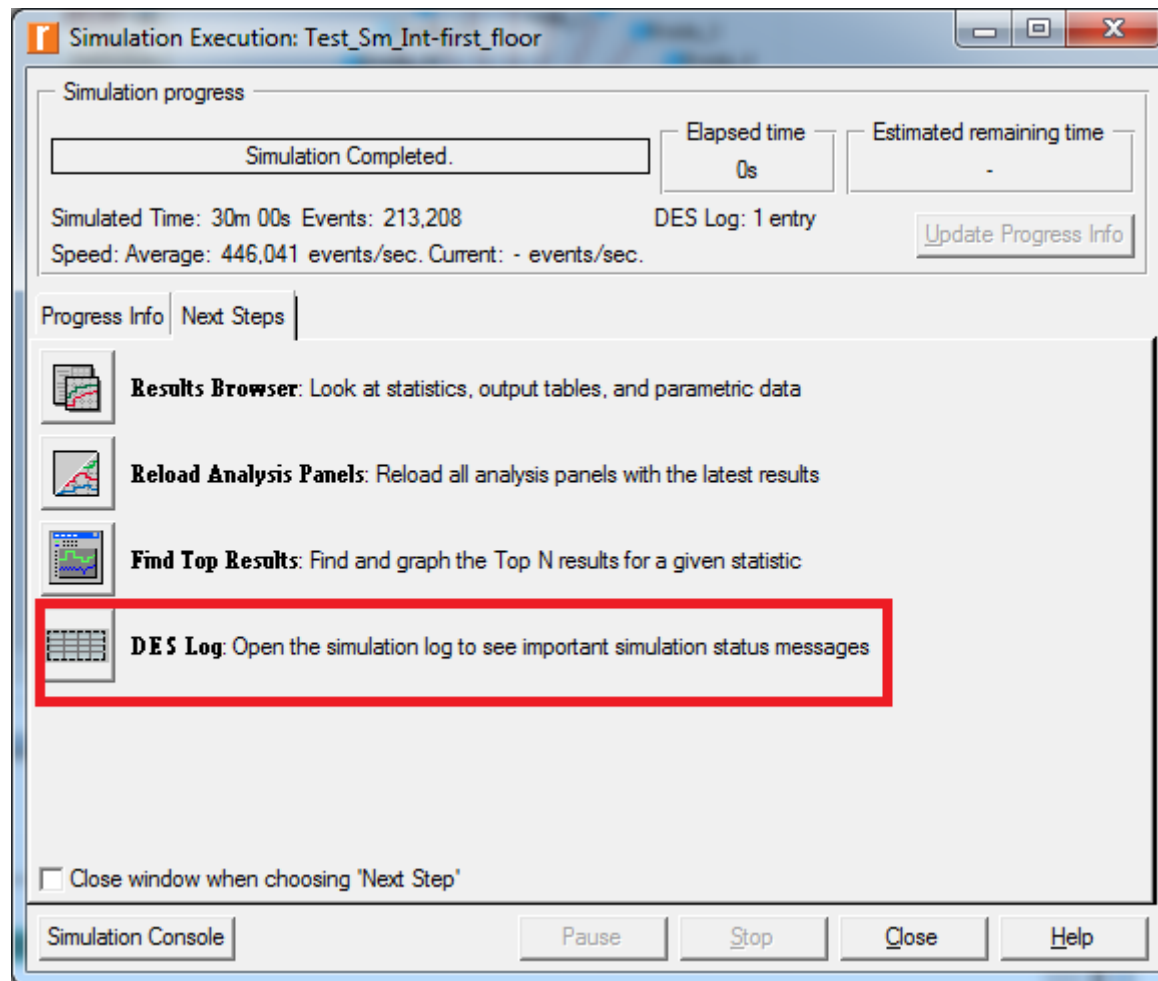 Simulation Execution: Test_Sm_Int-first_floor
Simulation progress
Simulation Completed.
Elapsed time
0s
Estimated remaining time
-
Simulated Time: 30m 00s Events: 213,208
DES Log: 1 entry
Speed: Average: 446,041 events/sec. Current: - events/sec.
Update Progress Info
Progress Info
Next Steps
Results Browser: Look at statistics, output tables, and parametric data
Reload Analysis Panels: Reload all analysis panels with the latest results
Find Top Results: Find and graph the Top N results for a given statistic
DES Log: Open the simulation log to see important simulation status messages
Close window when choosing 'Next Step'
Simulation Console
Pause
Stop
Close
Help